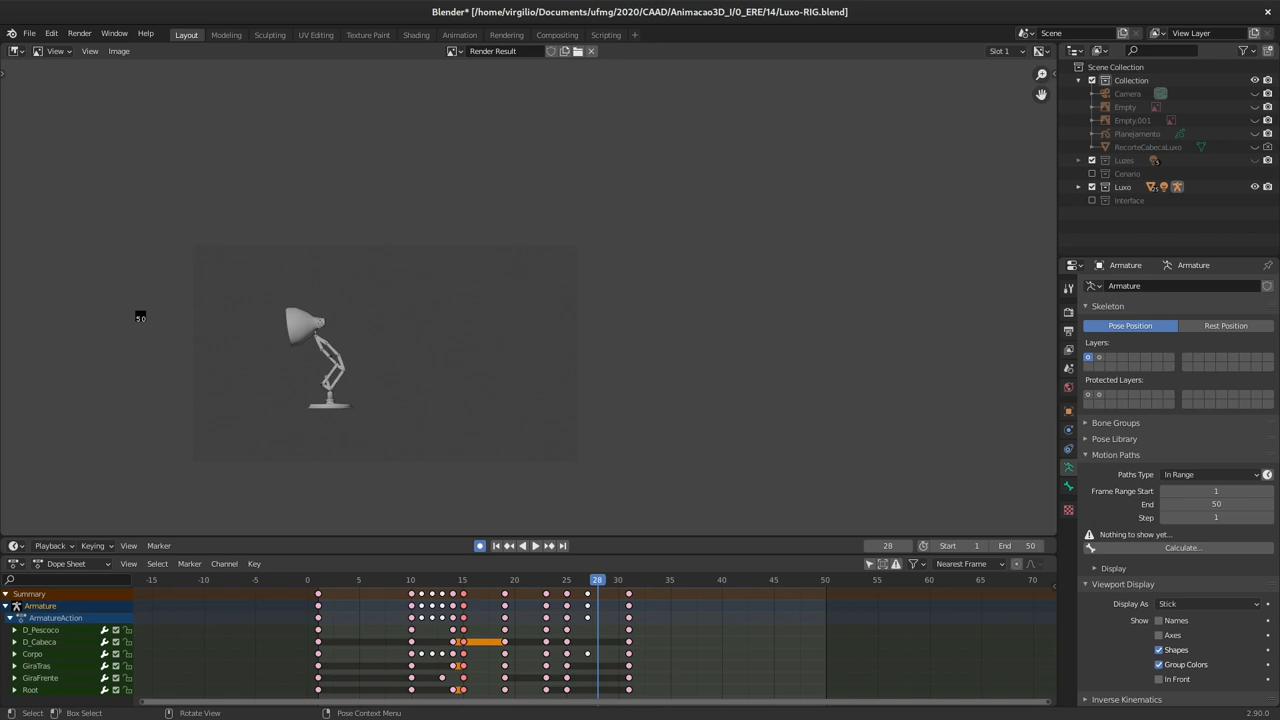 Blender* [/home/virgilio/Documents/ufmg/2020/CAAD/Animacao3D_I/0_ERE/14/Luxo-RIG.blend]
File Edit Render Window Help Layout Modeling Sculpting UV Editing Texture Paint Shading Animation Rendering Compositing Scripting + Scene View Layer
View View Image Render Result Slot 1
Scene Collection
Collection
Camera
Empty
Empty.001
Planejamento
RecorteCabecaLuxo
Luzes 5
Cenario
Luxo 25
Interface
50
Armature Armature
Armature
Skeleton
Pose Position Rest Position
Layers:
Protected Layers:
Bone Groups
Pose Library
Motion Paths
Paths Type In Range
Frame Range Start 1
End 50
Step 1
Nothing to show yet...
Calculate...
Display
Viewport Display
Display As Stick
Show Names
Axes
Shapes
Group Colors
In Front
Inverse Kinematics
Playback Keying View Marker 28 Start 1 End 50
Dope Sheet View Select Marker Channel Key Nearest Frame
-15 -10 -5 0 5 10 15 20 25 28 30 35 40 45 50 55 60 65 70
Summary
Armature
ArmatureAction
D_Pescoco
D_Cabeca
Corpo
GiraTras
GiraFrente
Root
Select Box Select Rotate View Pose Context Menu 2.90.0